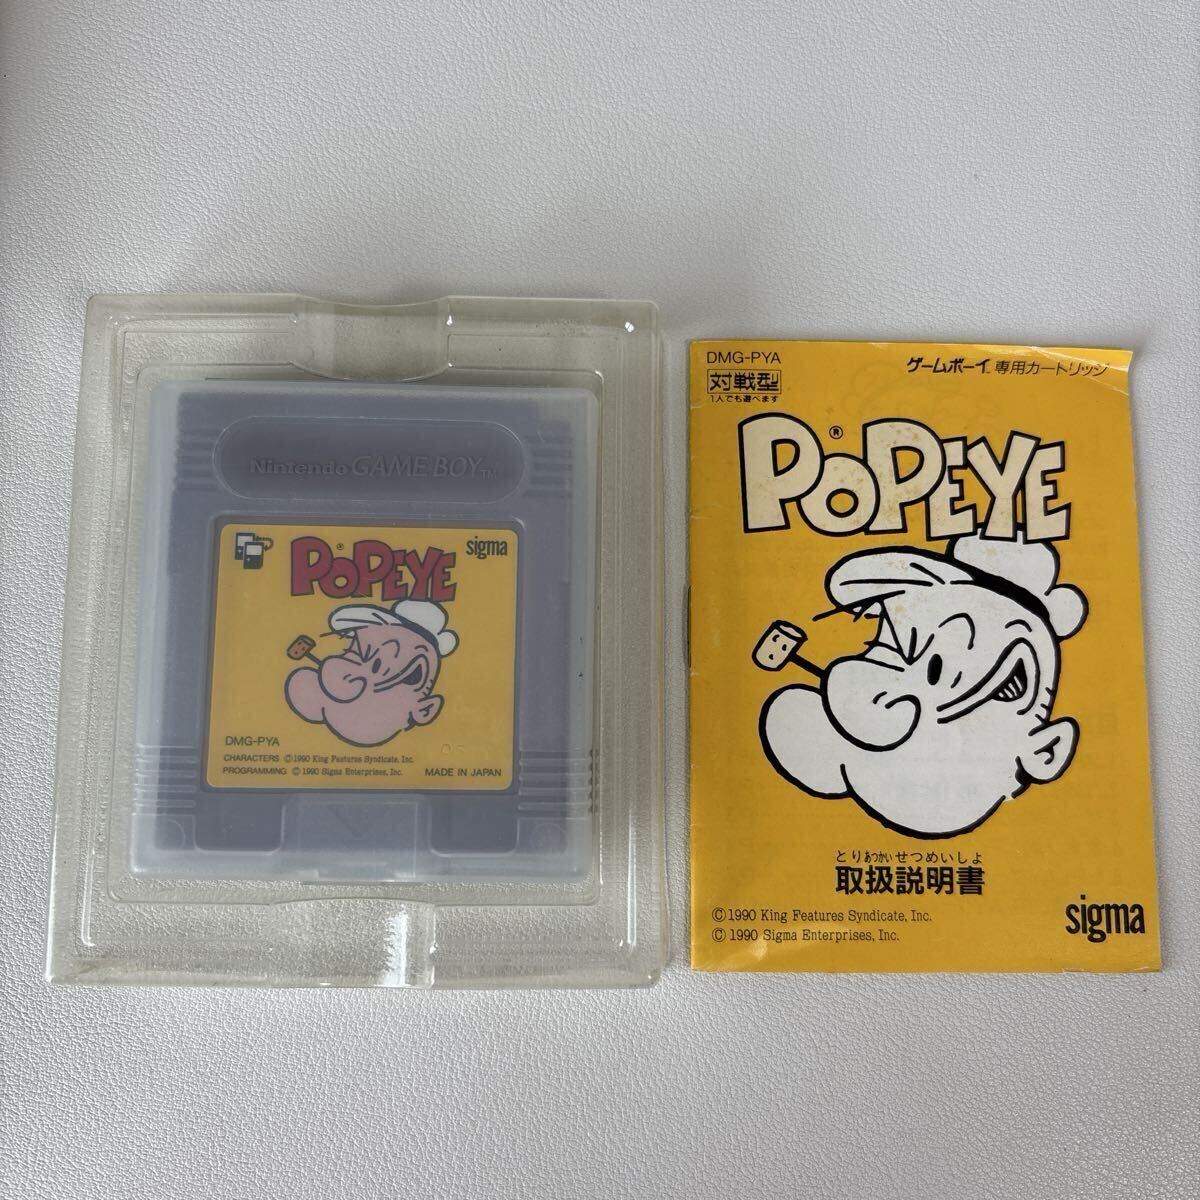 Nintendo GAME BOY™
POPEYE®
sigma
DMG-PYA
CHARACTERS ©1990 King Features Syndicate, Inc.
PROGRAMMING ©1990 Sigma Enterprises, Inc.
MADE IN JAPAN
DMG-PYA
対戦型
1人でも遊べます
ゲームボーイ™専用カートリッジ
POPEYE®
とりあつかいせつめいしょ
取扱説明書
©1990 King Features Syndicate, Inc.
©1990 Sigma Enterprises, Inc.
sigma